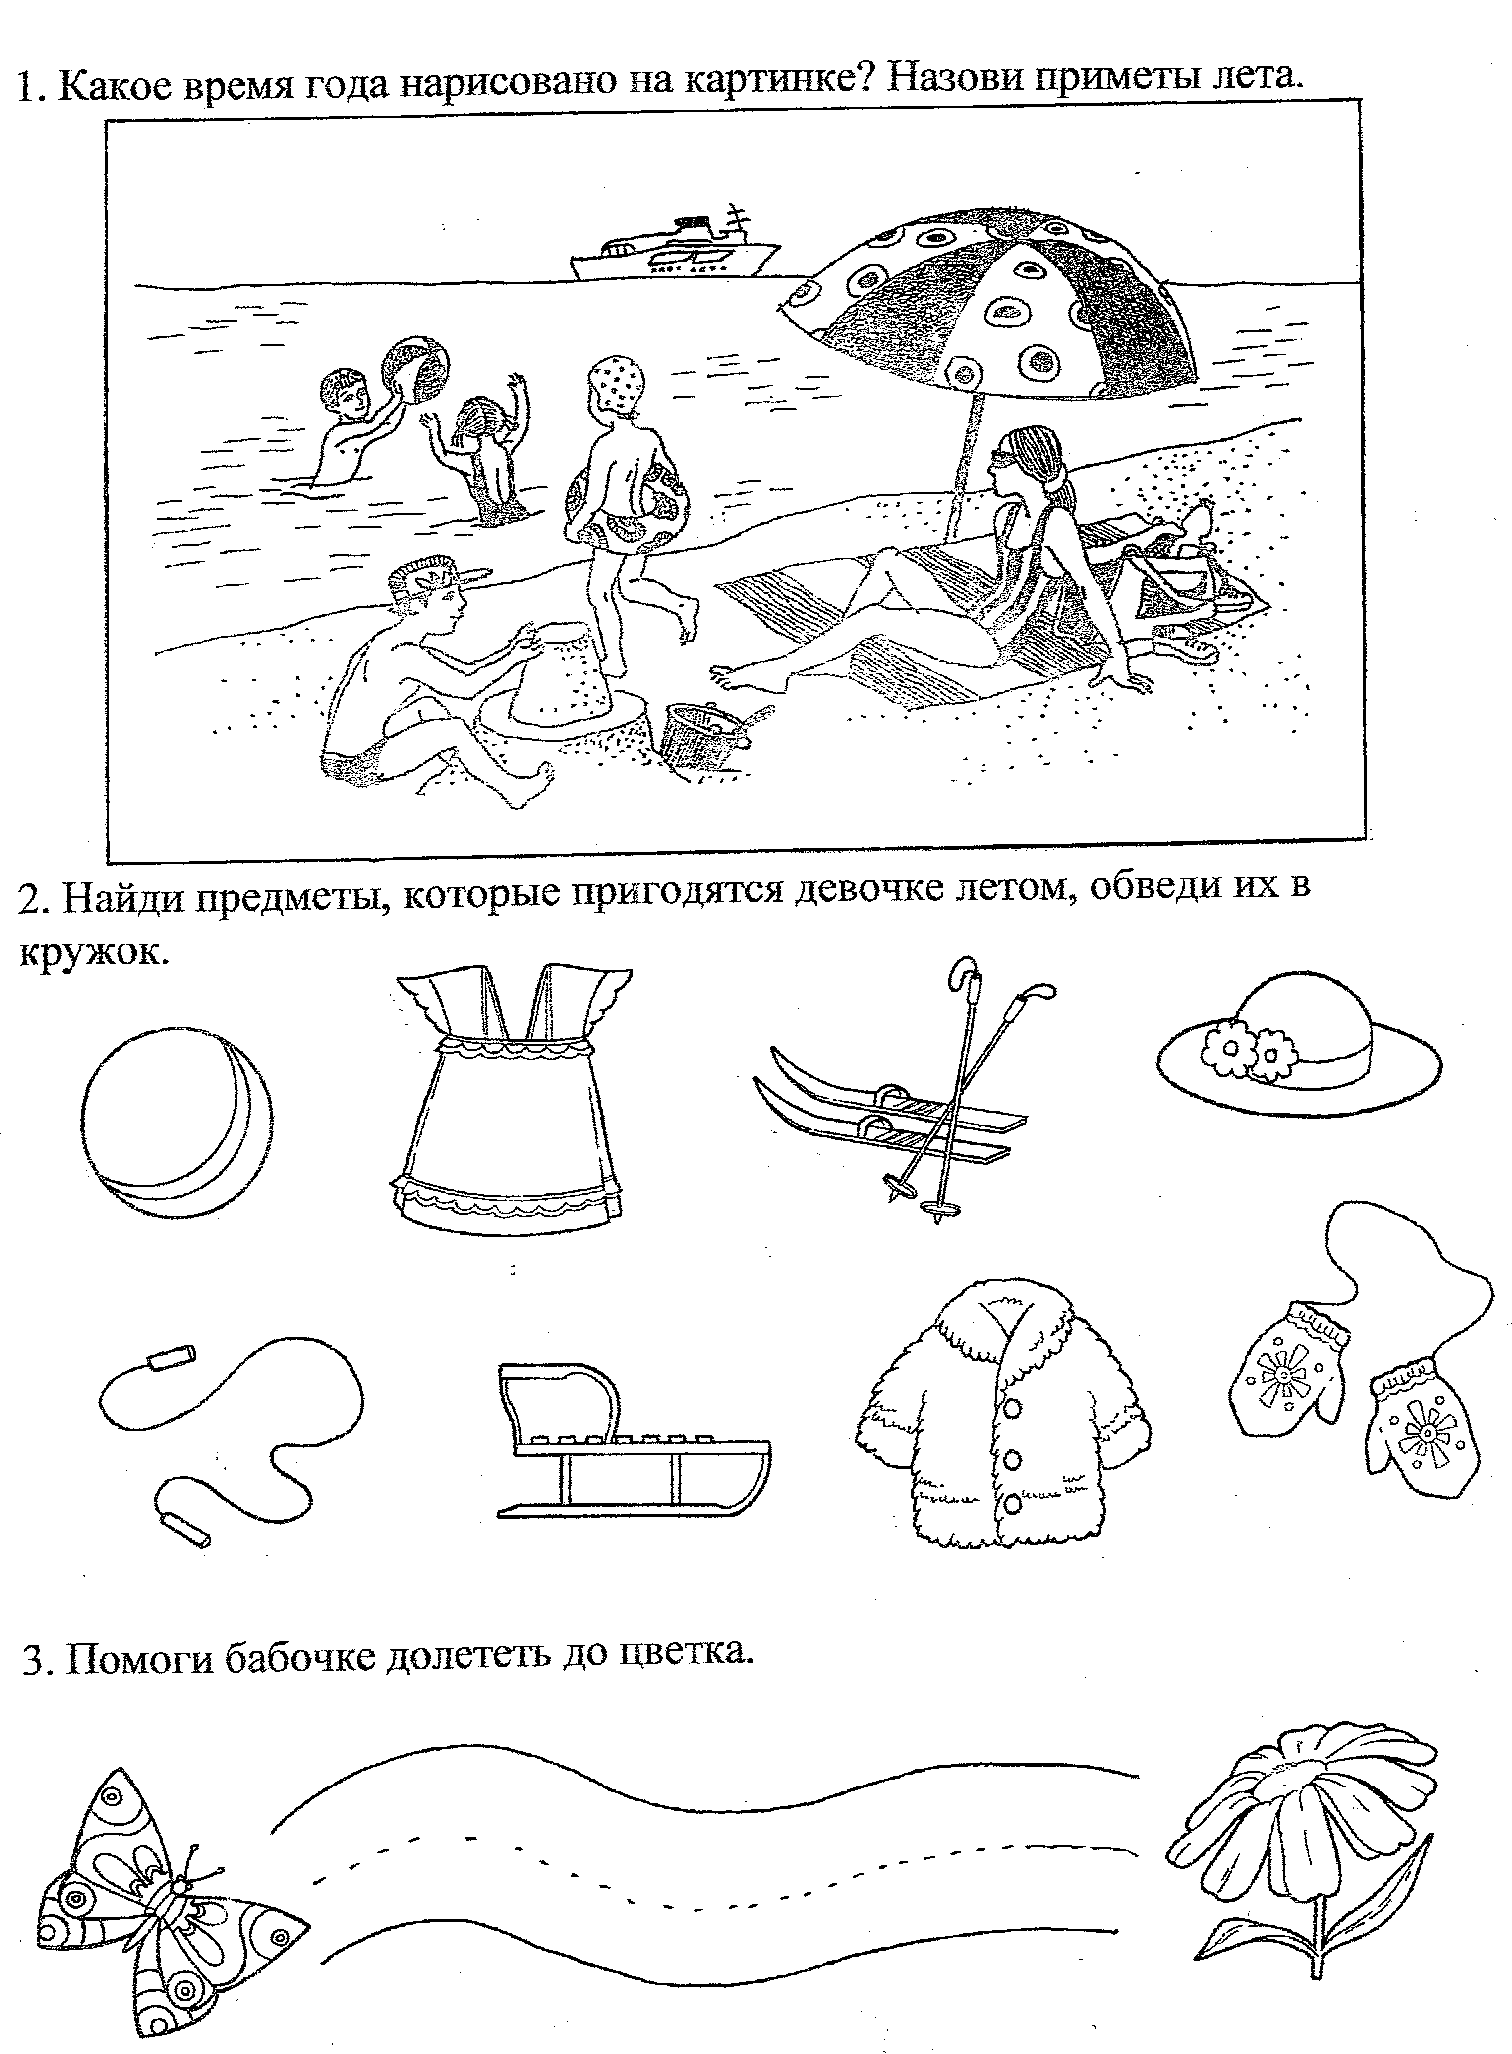 1. Какое время года нарисовано на картинке? Назови приметы лета.
2. Найди предметы, которые пригодятся девочке летом, обведи их в
кружок.
3. Помоги бабочке долететь до цветка.